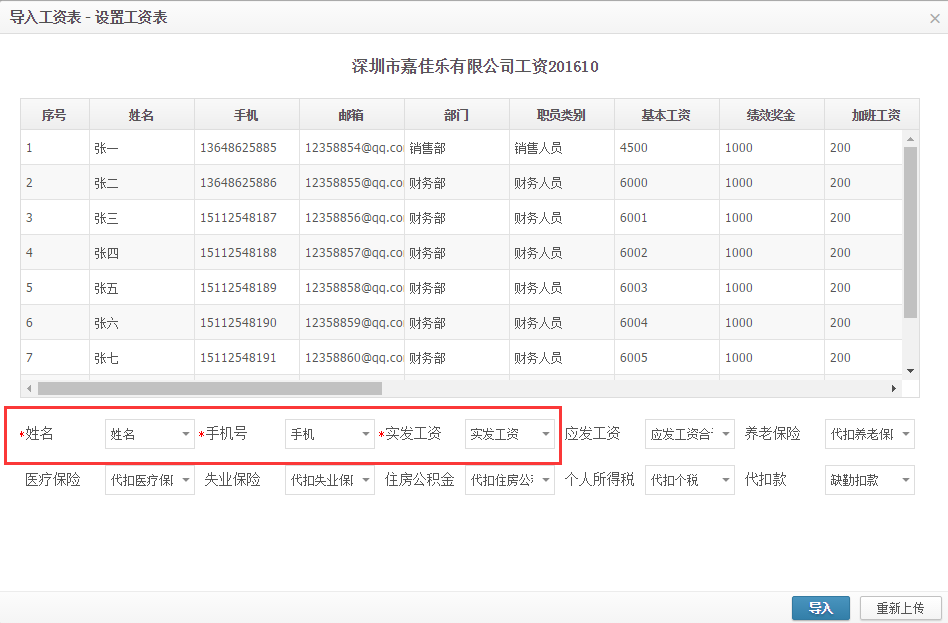 导入工资表 - 设置工资表 ×
深圳市嘉佳乐有限公司工资201610
序号 姓名 手机 邮箱 部门 职员类别 基本工资 绩效奖金 加班工资
1 张一 13648625885 12358854@qq.co 销售部 销售人员 4500 1000 200
2 张二 13648625886 12358855@qq.co 财务部 财务人员 6000 1000 200
3 张三 15112548187 12358856@qq.co 财务部 财务人员 6001 1000 200
4 张四 15112548188 12358857@qq.co 财务部 财务人员 6002 1000 200
5 张五 15112548189 12358858@qq.co 财务部 财务人员 6003 1000 200
6 张六 15112548190 12358859@qq.co 财务部 财务人员 6004 1000 200
7 张七 15112548191 12358860@qq.co 财务部 财务人员 6005 1000 200
*姓名 姓名 *手机号 手机 *实发工资 实发工资 应发工资 应发工资合 养老保险 代扣养老保
医疗保险 代扣医疗保 失业保险 代扣失业保 住房公积金 代扣住房公 个人所得税 代扣个税 代扣款 缺勤扣款
导入 重新上传